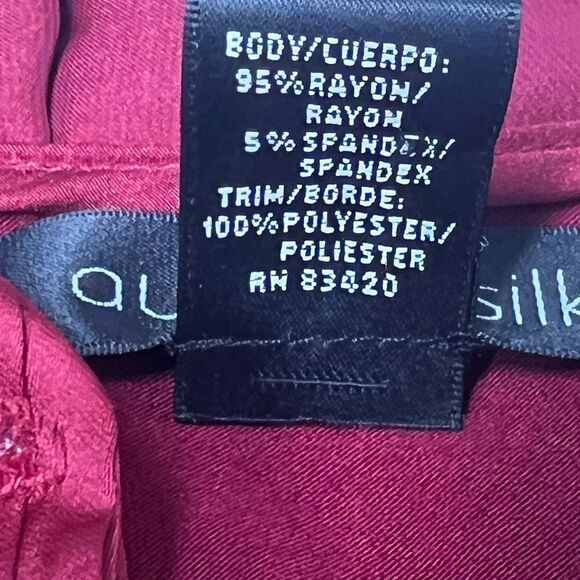 BODY/CUERPO:
95% RAYON/
RAYON
5% SPANDEX/
SPANDEX
TRIM/BORDE:
100% POLYESTER/
POLIESTER
RN 83420
silk